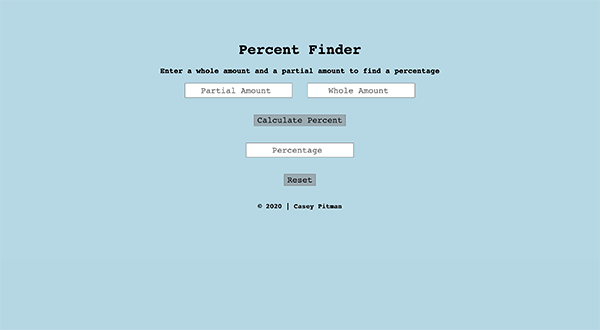 Percent Finder
Enter a whole amount and a partial amount to find a percentage
Partial Amount Whole Amount
Calculate Percent
Percentage
Reset
© 2020 | Casey Pitman